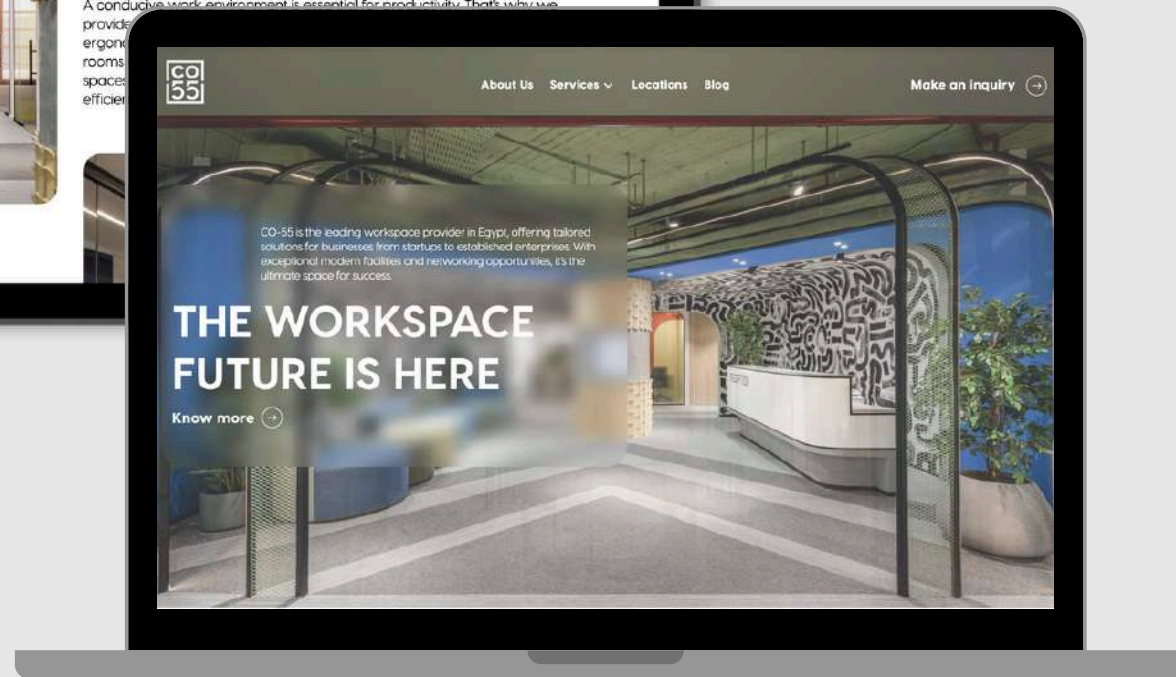 A conducive work environment is essential for productivity. That's why we
provide
ergono
rooms
spaces
efficien
CO
55
About Us Services Locations Blog
Make an inquiry
CO-55 is the leading workspace provider in Egypt, offering tailored
solutions for businesses from startups to established enterprises. With
exceptional modern facilities and networking opportunities, it's the
ultimate space for success.
THE WORKSPACE
FUTURE IS HERE
Know more